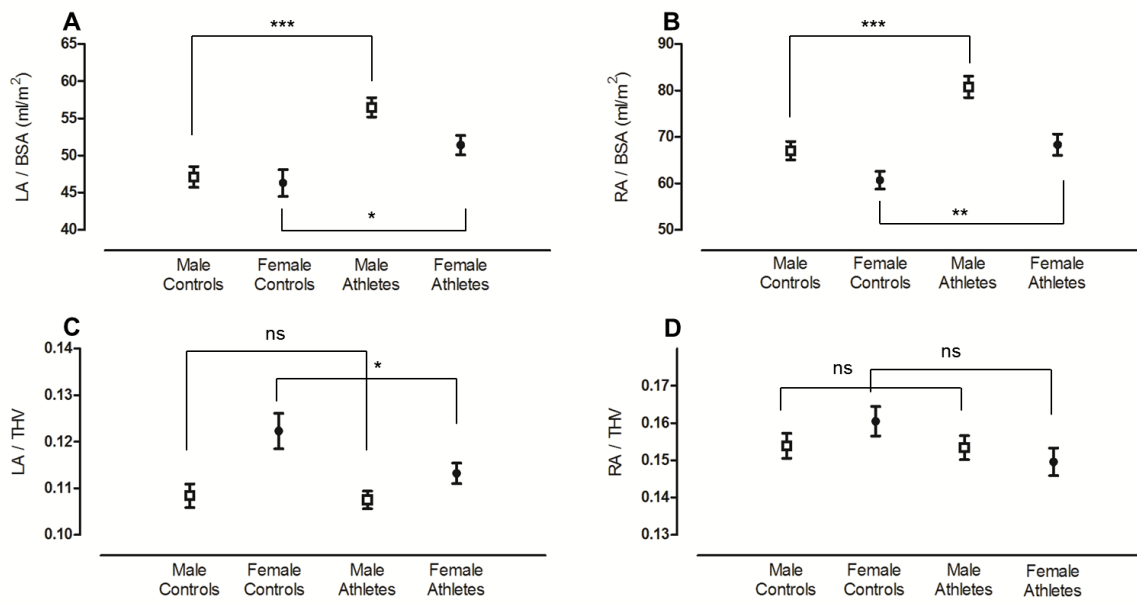 A
***
65
60
55
50
45
40
LA / BSA (ml/m²)
*
Male Controls
Female Controls
Male Athletes
Female Athletes
B
***
90
80
70
60
50
RA / BSA (ml/m²)
**
Male Controls
Female Controls
Male Athletes
Female Athletes
C
ns
*
0.14
0.13
0.12
0.11
0.10
LA / THV
Male Controls
Female Controls
Male Athletes
Female Athletes
D
ns
ns
0.17
0.16
0.15
0.14
0.13
RA / THV
Male Controls
Female Controls
Male Athletes
Female Athletes